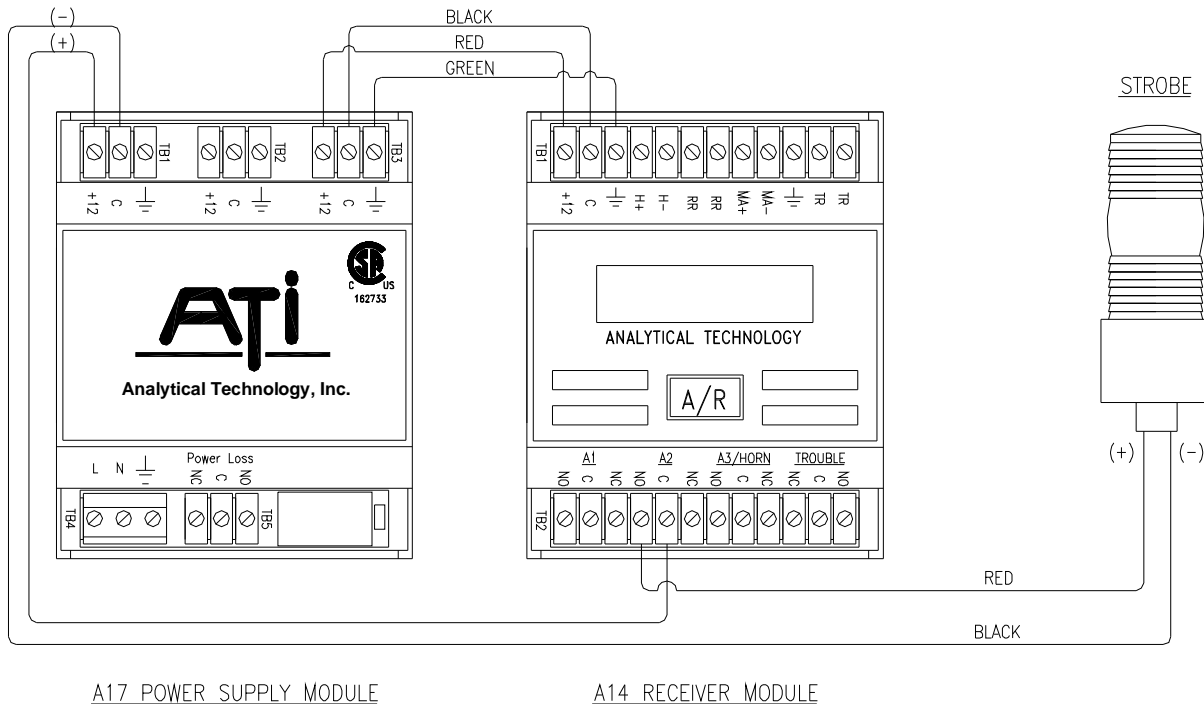 (-)
(+)
BLACK
RED
GREEN
STROBE
TB1
TB2
TB3
+12 C
+12 C
+12 C
TB1
+12 C H+ H- RR RR MA+ MA- TR TR
ATi
Analytical Technology, Inc.
SA
C US
162733
ANALYTICAL TECHNOLOGY
A/R
L N
Power Loss
NC C NO
TB4
TB5
A1 A2 A3/HORN TROUBLE
NO C NC NO C NC NO C NC NC C NO
TB2
(+) (-)
RED
BLACK
A17 POWER SUPPLY MODULE
A14 RECEIVER MODULE